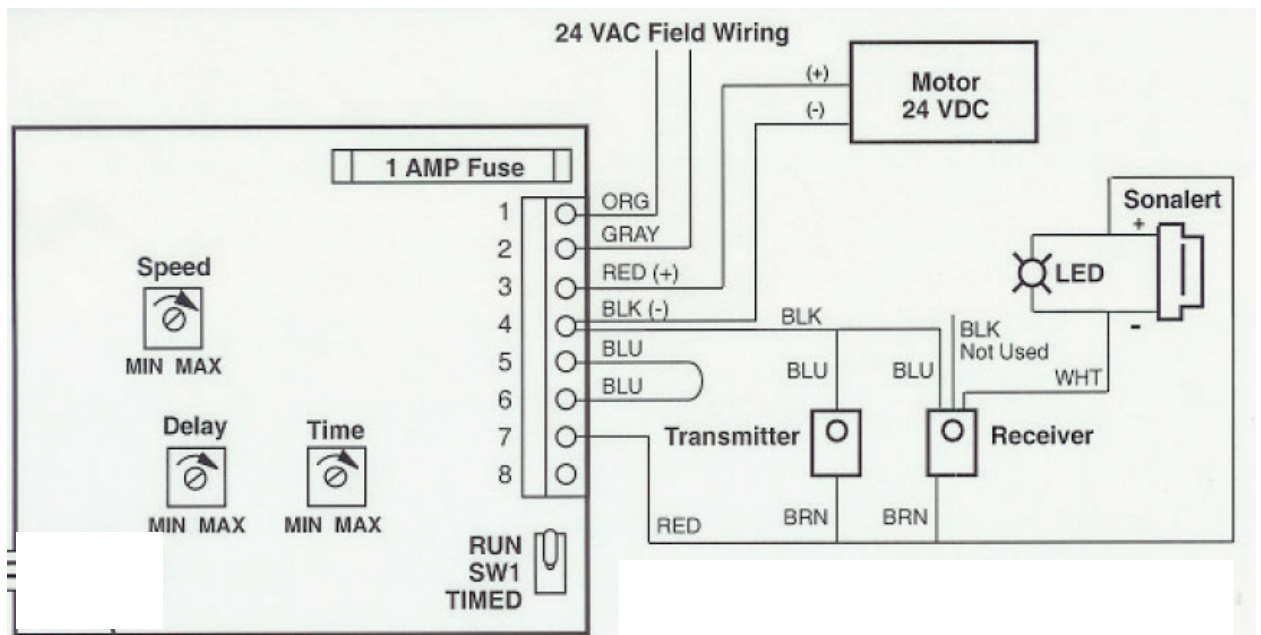 24 VAC Field Wiring
(+)
(-)
Motor
24 VDC
1 AMP Fuse
1
ORG
2
GRAY
3
RED (+)
4
BLK (-)
5
BLU
6
BLU
7
8
Speed
MIN MAX
Delay
MIN MAX
Time
MIN MAX
RUN
SW1
TIMED
Sonalert
+
LED
-
BLK
BLK
Not Used
BLU
BLU
WHT
Transmitter
Receiver
BRN
BRN
RED